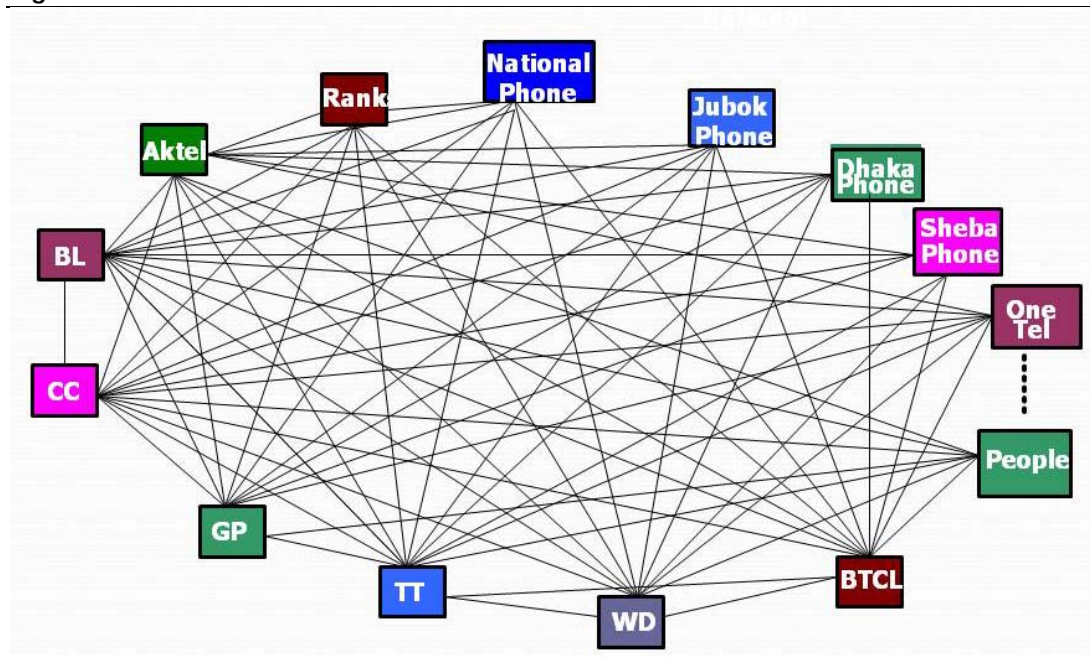 National
Phone
Rank
Jubok
Phone
Aktel
Dhaka
Phone
Sheba
Phone
BL
One
Tel
CC
People
GP
BTCL
TT
WD